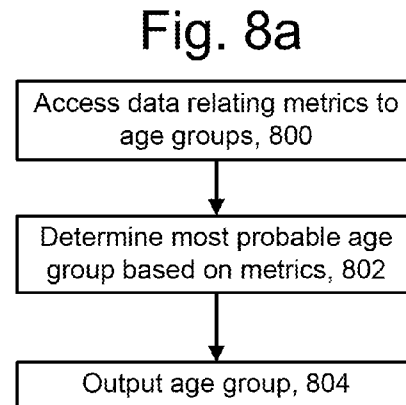 Fig. 8a
Access data relating metrics to
age groups, 800
Determine most probable age
group based on metrics, 802
Output age group, 804